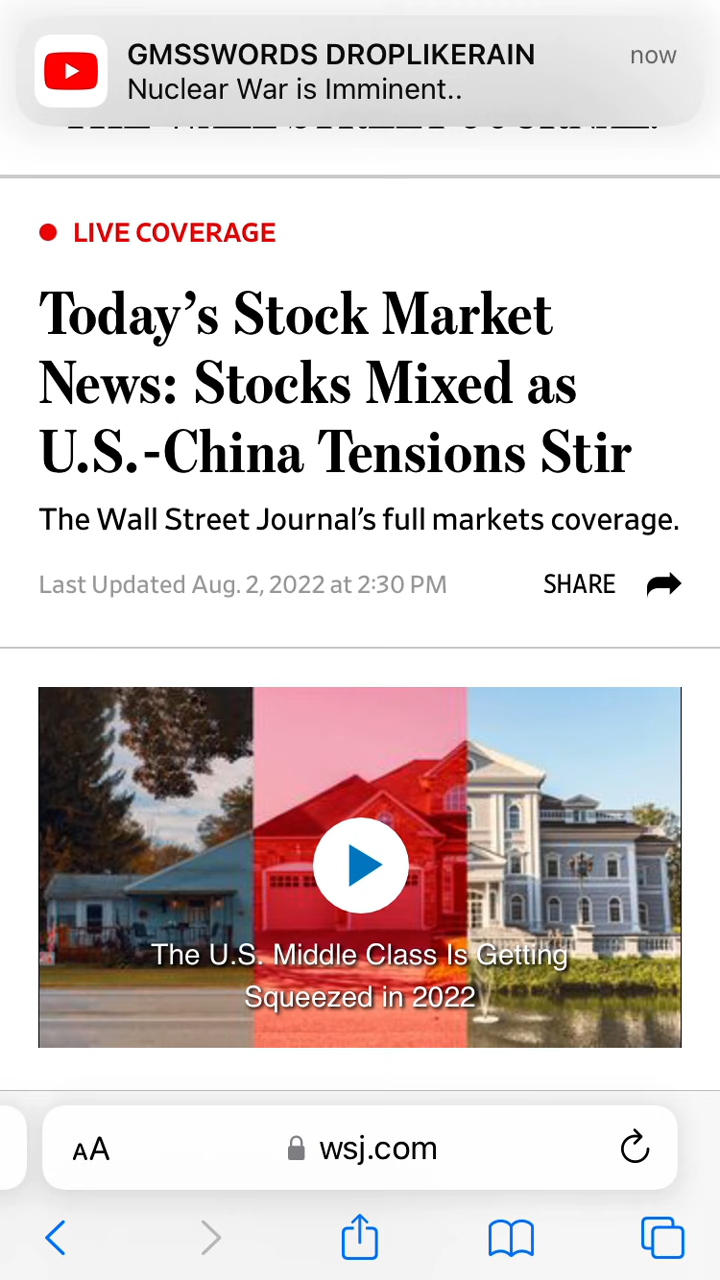 GMSSWORDS DROPLIKERAIN
now
Nuclear War is Imminent..
LIVE COVERAGE
Today’s Stock Market
News: Stocks Mixed as
U.S.-China Tensions Stir
The Wall Street Journal’s full markets coverage.
Last Updated Aug. 2, 2022 at 2:30 PM
SHARE
The U.S. Middle Class Is Getting
Squeezed in 2022
AA
wsj.com